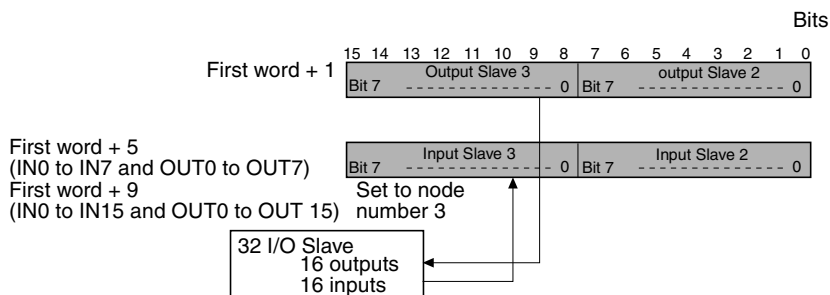 Bits
15 14 13 12 11 10 9 8 7 6 5 4 3 2 1 0
First word + 1
Output Slave 3
output Slave 2
Bit 7 - - - - - - - - - - - - - - 0 Bit 7 - - - - - - - - - - - - - - 0
First word + 5
(IN0 to IN7 and OUT0 to OUT7)
Input Slave 3
Input Slave 2
Bit 7 - - - - - - - - - - - - - - 0 Bit 7 - - - - - - - - - - - - - - 0
First word + 9
(IN0 to IN15 and OUT0 to OUT 15)
Set to node
number 3
32 I/O Slave
16 outputs
16 inputs